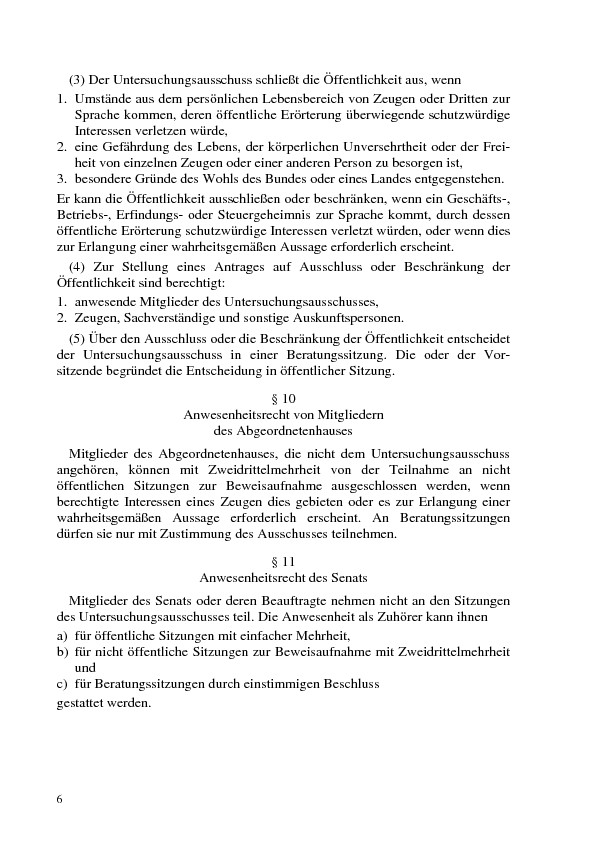 (3) Der Untersuchungsausschuss schließt die Öffentlichkeit aus, wenn
1. Umstände aus dem persönlichen Lebensbereich von Zeugen oder Dritten zur
Sprache kommen, deren öffentliche Erörterung überwiegende schutzwürdige
Interessen verletzen würde,
2. eine Gefährdung des Lebens, der körperlichen Unversehrtheit oder der Frei-
heit von einzelnen Zeugen oder einer anderen Person zu besorgen ist,
3. besondere Gründe des Wohls des Bundes oder eines Landes entgegenstehen.
Er kann die Öffentlichkeit ausschließen oder beschränken, wenn ein Geschäfts-,
Betriebs-, Erfindungs- oder Steuergeheimnis zur Sprache kommt, durch dessen
öffentliche Erörterung schutzwürdige Interessen verletzt würden, oder wenn dies
zur Erlangung einer wahrheitsgemäßen Aussage erforderlich erscheint.
(4) Zur Stellung eines Antrages auf Ausschluss oder Beschränkung der
Öffentlichkeit sind berechtigt:
1. anwesende Mitglieder des Untersuchungsausschusses,
2. Zeugen, Sachverständige und sonstige Auskunftspersonen.
(5) Über den Ausschluss oder die Beschränkung der Öffentlichkeit entscheidet
der Untersuchungsausschuss in einer Beratungssitzung. Die oder der Vor-
sitzende begründet die Entscheidung in öffentlicher Sitzung.
§ 10
Anwesenheitsrecht von Mitgliedern
des Abgeordnetenhauses
Mitglieder des Abgeordnetenhauses, die nicht dem Untersuchungsausschuss
angehören, können mit Zweidrittelmehrheit von der Teilnahme an nicht
öffentlichen Sitzungen zur Beweisaufnahme ausgeschlossen werden, wenn
berechtigte Interessen eines Zeugen dies gebieten oder es zur Erlangung einer
wahrheitsgemäßen Aussage erforderlich erscheint. An Beratungssitzungen
dürfen sie nur mit Zustimmung des Ausschusses teilnehmen.
§ 11
Anwesenheitsrecht des Senats
Mitglieder des Senats oder deren Beauftragte nehmen nicht an den Sitzungen
des Untersuchungsausschusses teil. Die Anwesenheit als Zuhörer kann ihnen
a) für öffentliche Sitzungen mit einfacher Mehrheit,
b) für nicht öffentliche Sitzungen zur Beweisaufnahme mit Zweidrittelmehrheit
und
c) für Beratungssitzungen durch einstimmigen Beschluss
gestattet werden.
6